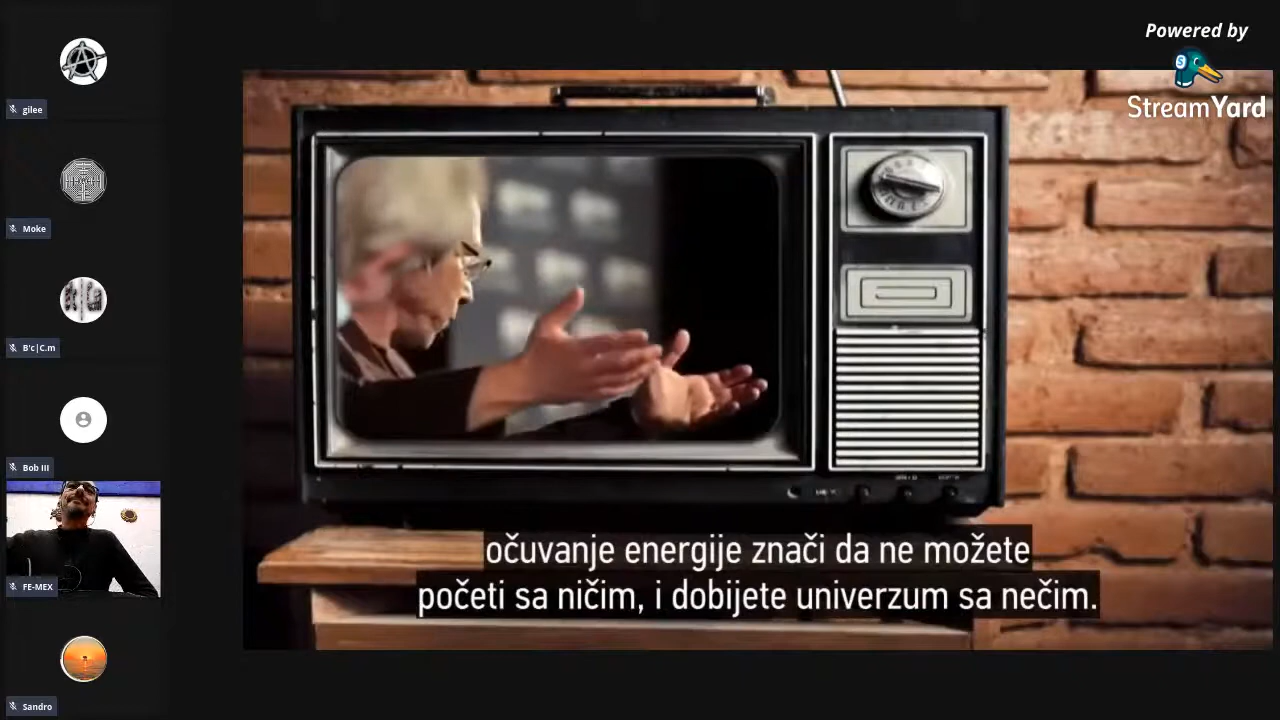 Powered by
StreamYard
gilee
Moke
B'c|C.m
Bob III
FE-MEX
Sandro
očuvanje energije znači da ne možete
početi sa ničim, i dobijete univerzum sa nečim.